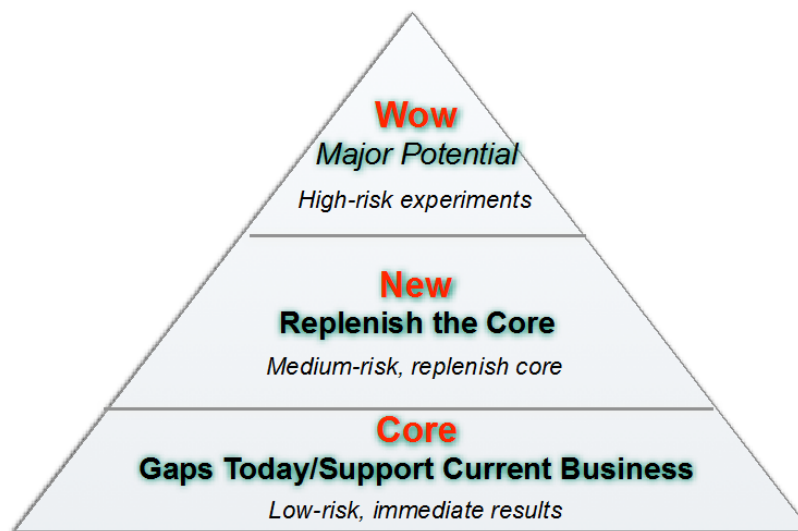 Wow
Major Potential
High-risk experiments
New
Replenish the Core
Medium-risk, replenish core
Core
Gaps Today/Support Current Business
Low-risk, immediate results